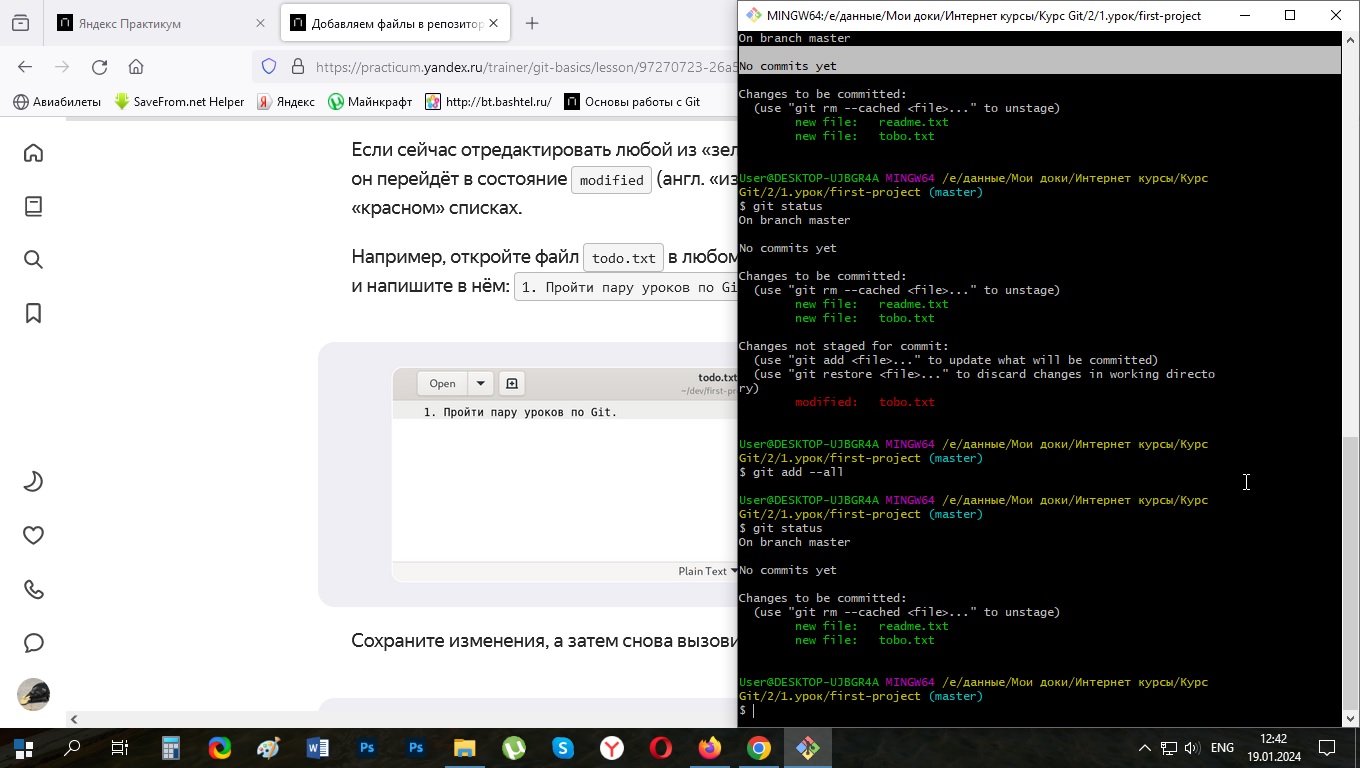 Яндекс Практикум
Добавляем файлы в репозитор
https://practicum.yandex.ru/trainer/git-basics/lesson/97270723-26a5
Авиабилеты
SaveFrom.net Helper
Яндекс
Майнкрафт
http://bt.bashtel.ru/
Основы работы с Git
Если сейчас отредактировать любой из «зел
он перейдёт в состояние modified (англ. «из
«красном» списках.
Например, откройте файл todo.txt в любом
и напишите в нём: 1. Пройти пару уроков по Gi
Open
todo.txt
~/dev/first-pr
1. Пройти пару уроков по Git.
Plain Text
Сохраните изменения, а затем снова вызови
MINGW64:/e/данные/Мои доки/Интернет курсы/Курс Git/2/1.урок/first-project
On branch master
No commits yet
Changes to be committed:
(use "git rm --cached <file>..." to unstage)
new file: readme.txt
new file: tobo.txt
User@DESKTOP-UJBGR4A MINGW64 /e/данные/Мои доки/Интернет курсы/Курс
Git/2/1.урок/first-project (master)
$ git status
On branch master
No commits yet
Changes to be committed:
(use "git rm --cached <file>..." to unstage)
new file: readme.txt
new file: tobo.txt
Changes not staged for commit:
(use "git add <file>..." to update what will be committed)
(use "git restore <file>..." to discard changes in working directo
ry)
modified: tobo.txt
User@DESKTOP-UJBGR4A MINGW64 /e/данные/Мои доки/Интернет курсы/Курс
Git/2/1.урок/first-project (master)
$ git add --all
User@DESKTOP-UJBGR4A MINGW64 /e/данные/Мои доки/Интернет курсы/Курс
Git/2/1.урок/first-project (master)
$ git status
On branch master
No commits yet
Changes to be committed:
(use "git rm --cached <file>..." to unstage)
new file: readme.txt
new file: tobo.txt
User@DESKTOP-UJBGR4A MINGW64 /e/данные/Мои доки/Интернет курсы/Курс
Git/2/1.урок/first-project (master)
$
ENG
12:42
19.01.2024